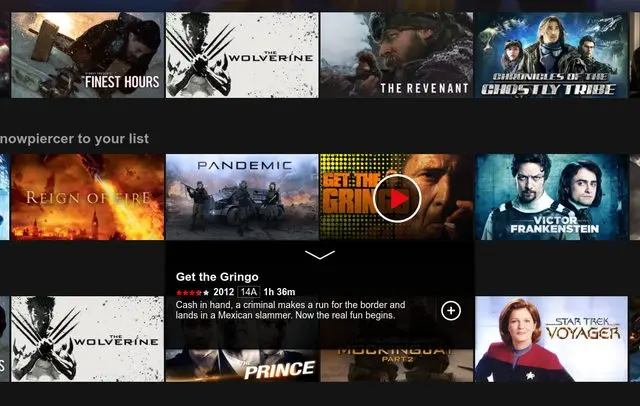 THE
FINEST HOURS
THE
WOLVERINE
THE REVENANT
CHRONICLES OF THE
GHOSTLY TRIBE
nowpiercer to your list
REIGN OF FIRE
PANDEMIC
GET THE
GRINGO
VICTOR
FRANKENSTEIN
Get the Gringo
2012 14A 1h 36m
Cash in hand, a criminal makes a run for the border and
lands in a Mexican slammer. Now the real fun begins.
THE
WOLVERINE
THE
PRINCE
MOCKINGJAY
PART 2
STAR TREK
VOYAGER